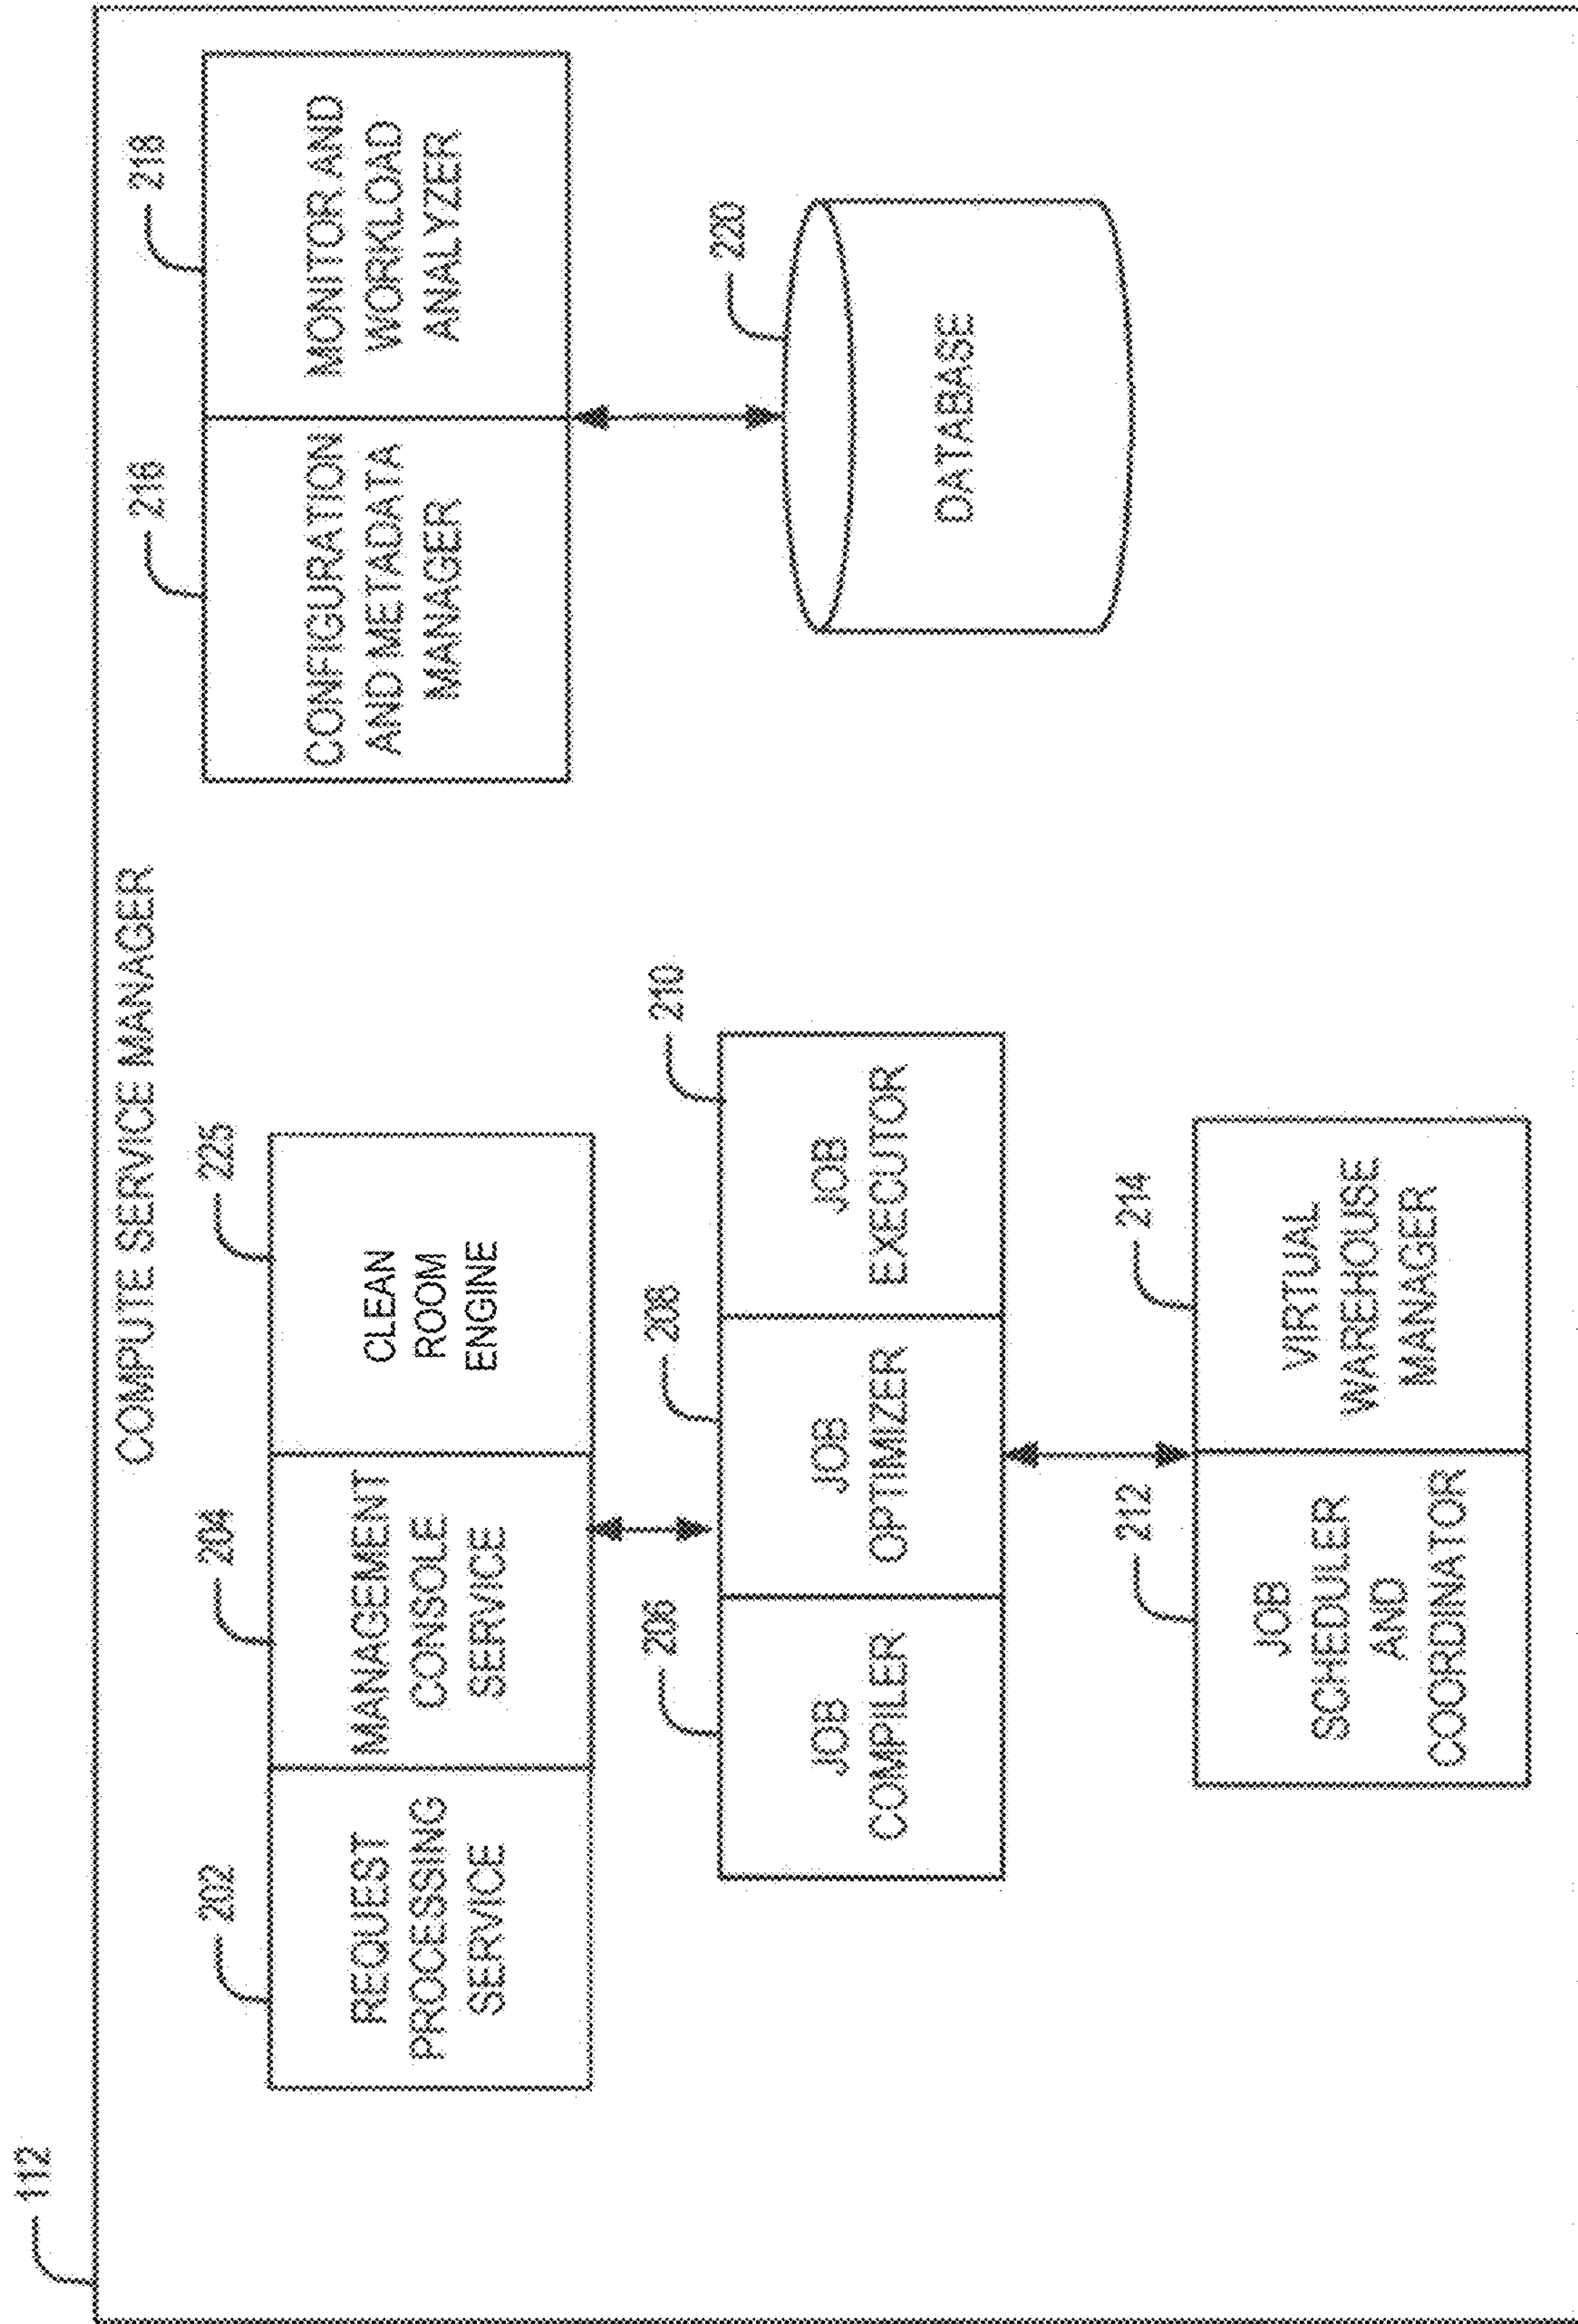 112
COMPUTE SERVICE MANAGER
202
REQUEST
PROCESSING
SERVICE
204
MANAGEMENT
CONSOLE
SERVICE
225
CLEAN
ROOM
ENGINE
206
JOB
COMPILER
208
JOB
OPTIMIZER
210
JOB
EXECUTOR
212
JOB
SCHEDULER
AND
COORDINATOR
214
VIRTUAL
WAREHOUSE
MANAGER
216
CONFIGURATION
AND METADATA
MANAGER
218
MONITOR AND
WORKLOAD
ANALYZER
220
DATABASE